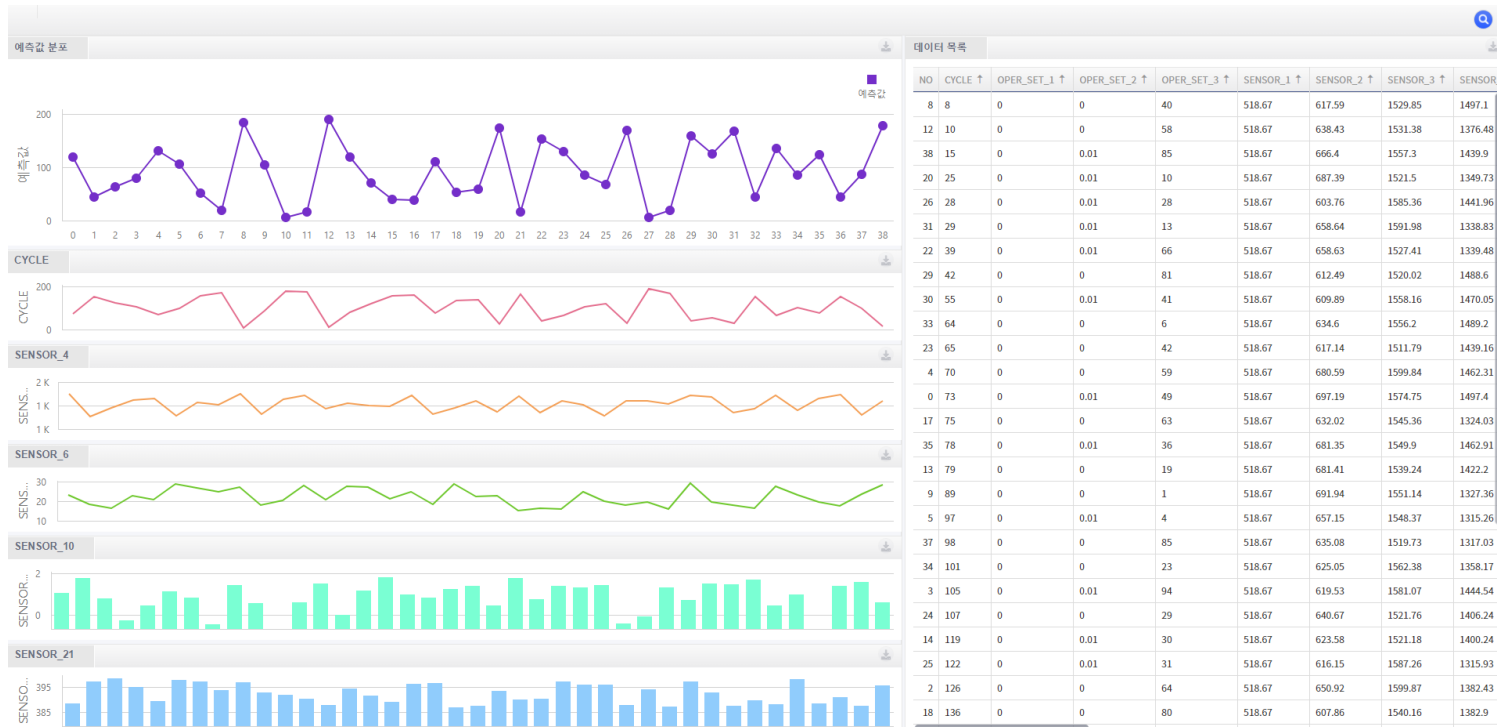 예측값 분포
예측값
예측값
200
100
0
0 1 2 3 4 5 6 7 8 9 10 11 12 13 14 15 16 17 18 19 20 21 22 23 24 25 26 27 28 29 30 31 32 33 34 35 36 37 38
CYCLE
CYCLE
200
0
SENSOR_4
SENS...
2 K
1 K
1 K
SENSOR_6
SENS...
30
20
10
SENSOR_10
SENSOR...
2
0
SENSOR_21
SENSO...
395
385
데이터 목록
NO CYCLE ↑ OPER_SET_1 ↑ OPER_SET_2 ↑ OPER_SET_3 ↑ SENSOR_1 ↑ SENSOR_2 ↑ SENSOR_3 ↑ SENSOR_
8 8 0 0 40 518.67 617.59 1529.85 1497.1
12 10 0 0 58 518.67 638.43 1531.38 1376.48
38 15 0 0.01 85 518.67 666.4 1557.3 1439.9
20 25 0 0.01 10 518.67 687.39 1521.5 1349.73
26 28 0 0.01 28 518.67 603.76 1585.36 1441.96
31 29 0 0.01 13 518.67 658.64 1591.98 1338.83
22 39 0 0.01 66 518.67 658.63 1527.41 1339.48
29 42 0 0 81 518.67 612.49 1520.02 1488.6
30 55 0 0.01 41 518.67 609.89 1558.16 1470.05
33 64 0 0 6 518.67 634.6 1556.2 1489.2
23 65 0 0 42 518.67 617.14 1511.79 1439.16
4 70 0 0 59 518.67 680.59 1599.84 1462.31
0 73 0 0.01 49 518.67 697.19 1574.75 1497.4
17 75 0 0 63 518.67 632.02 1545.36 1324.03
35 78 0 0.01 36 518.67 681.35 1549.9 1462.91
13 79 0 0 19 518.67 681.41 1539.24 1422.2
9 89 0 0 1 518.67 691.94 1551.14 1327.36
5 97 0 0.01 4 518.67 657.15 1548.37 1315.26
37 98 0 0 85 518.67 635.08 1519.73 1317.03
34 101 0 0 23 518.67 625.05 1562.38 1358.17
3 105 0 0.01 94 518.67 619.53 1581.07 1444.54
24 107 0 0 29 518.67 640.67 1521.76 1406.24
14 119 0 0.01 30 518.67 623.58 1521.18 1400.24
25 122 0 0.01 31 518.67 616.15 1587.26 1315.93
2 126 0 0 64 518.67 650.92 1599.87 1382.43
18 136 0 0 80 518.67 607.86 1540.16 1382.9